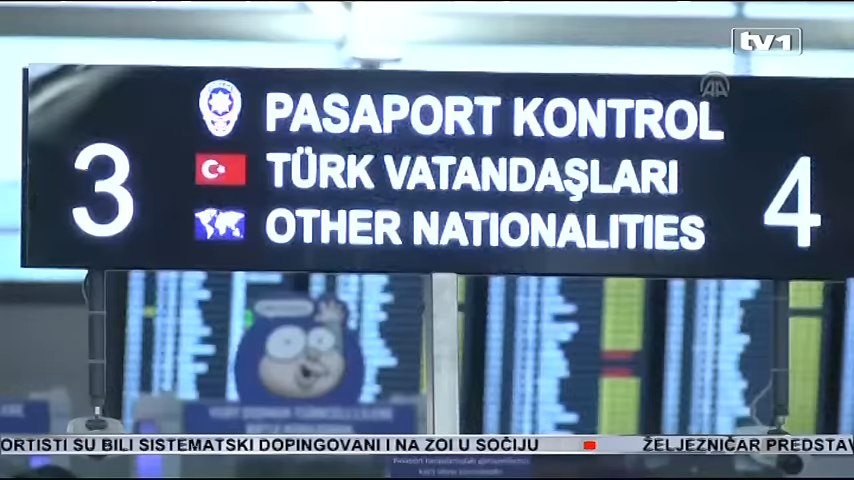 tv1
AA
PASAPORT KONTROL
3
TÜRK VATANDAŞLARI
4
OTHER NATIONALITIES
ORTISTI SU BILI SISTEMATSKI DOPINGOVANI I NA ZOI U SOČIJU
ŽELJEZNIČAR PREDSTAV